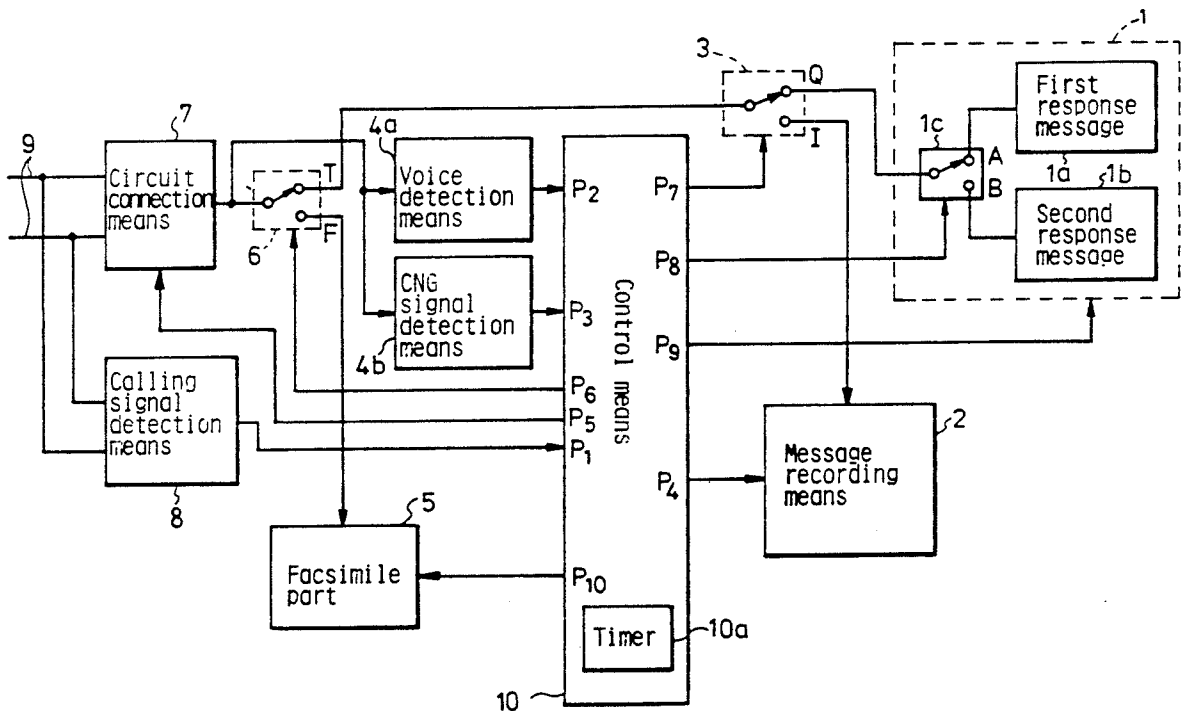 1
3
Q
I
First
response
message
1a
1c
A
B
1b
Second
response
message
7
9
Circuit
connection
means
T
F
6
4a
Voice
detection
means
CNG
signal
detection
means
4b
Calling
signal
detection
means
8
P2
P3
P6
P5
P1
P7
P8
P9
P4
P10
Control means
Message
recording
means
2
5
Facsimile
part
Timer
10a
10